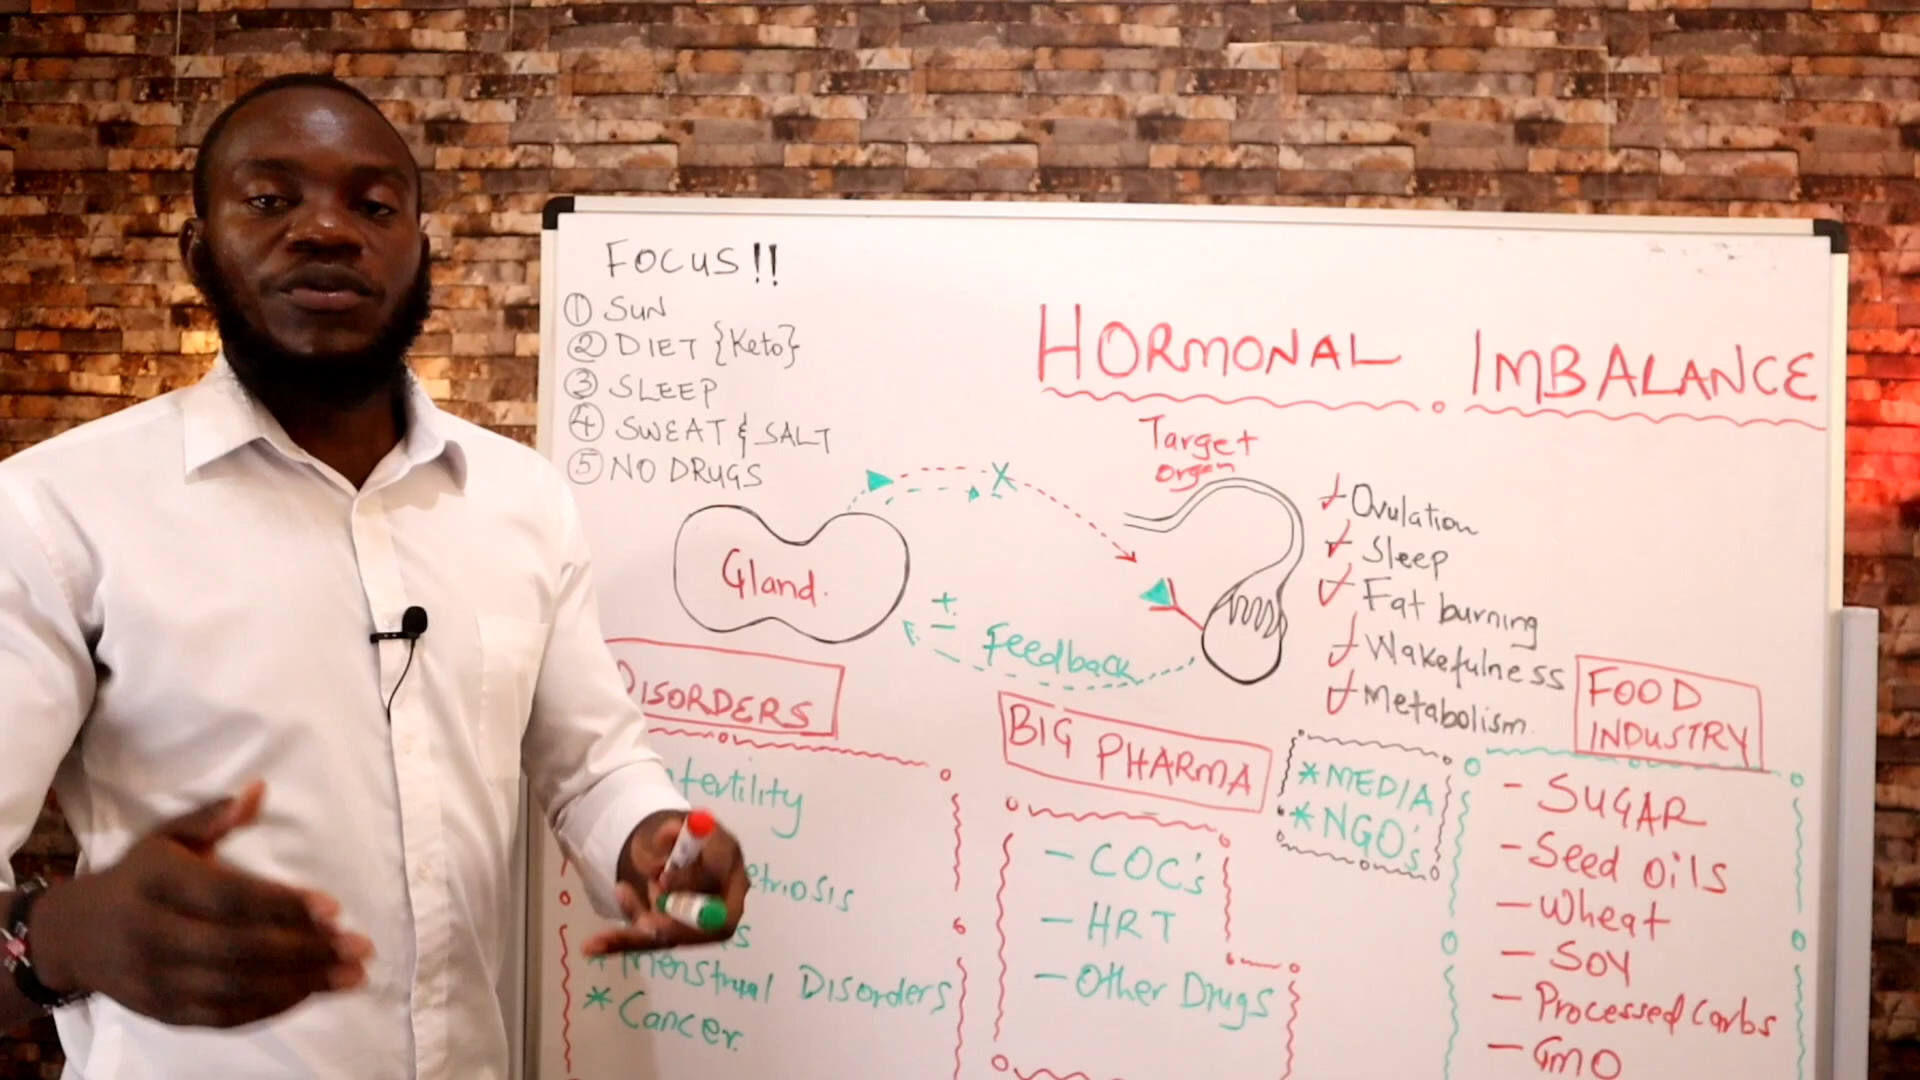 FOCUS!!
① SUN
② DIET {Keto}
③ SLEEP
④ SWEAT & SALT
⑤ NO DRUGS
HORMONAL IMBALANCE
Target
organ
Gland.
X
+
-
Feedback
Ovulation
Sleep
Fat burning
Wakefulness
Metabolism.
DISORDERS
fertility
etriosis
s
* Menstrual Disorders
* Cancer.
BIG PHARMA
- COC's
- HRT
- Other Drugs
* MEDIA
* NGO's
FOOD
INDUSTRY
- SUGAR
- Seed oils
- Wheat
- SOY
- Processed Carbs
- GMO